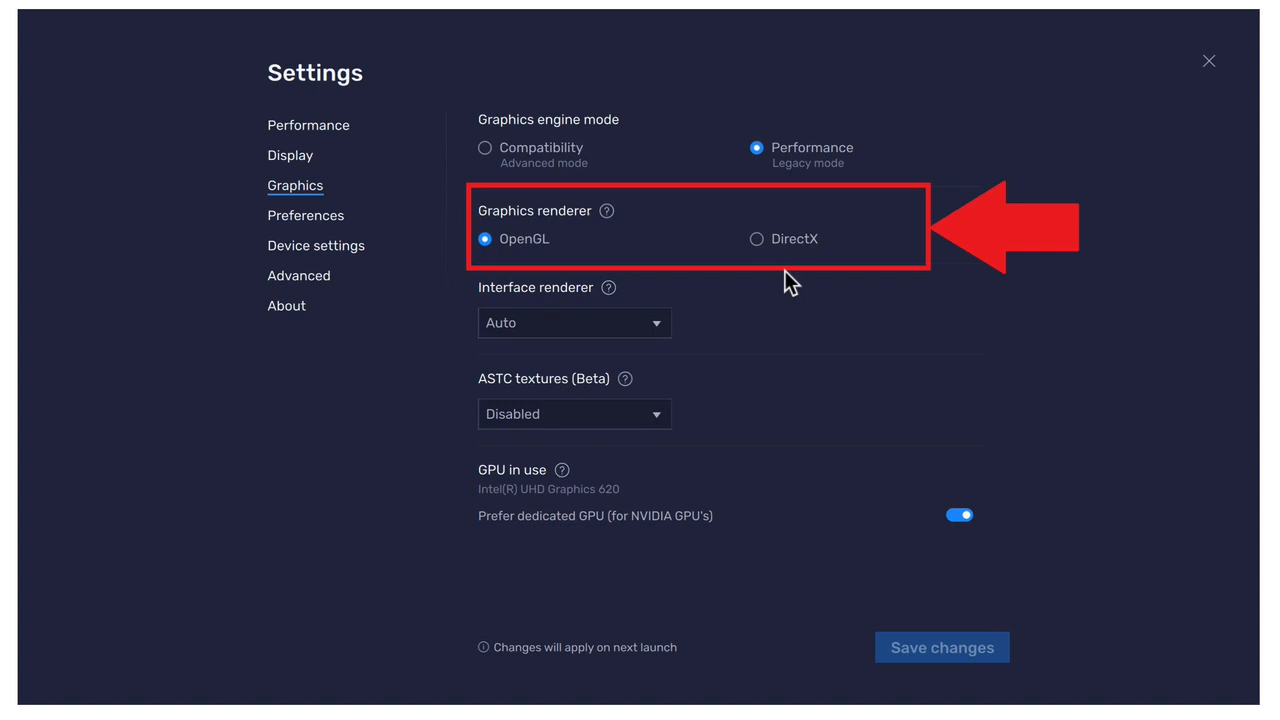 Settings
Performance
Display
Graphics
Preferences
Device settings
Advanced
About
Graphics engine mode
Compatibility
Advanced mode
Performance
Legacy mode
Graphics renderer ?
OpenGL
DirectX
Interface renderer ?
Auto
ASTC textures (Beta) ?
Disabled
GPU in use ?
Intel(R) UHD Graphics 620
Prefer dedicated GPU (for NVIDIA GPU's)
Changes will apply on next launch
Save changes